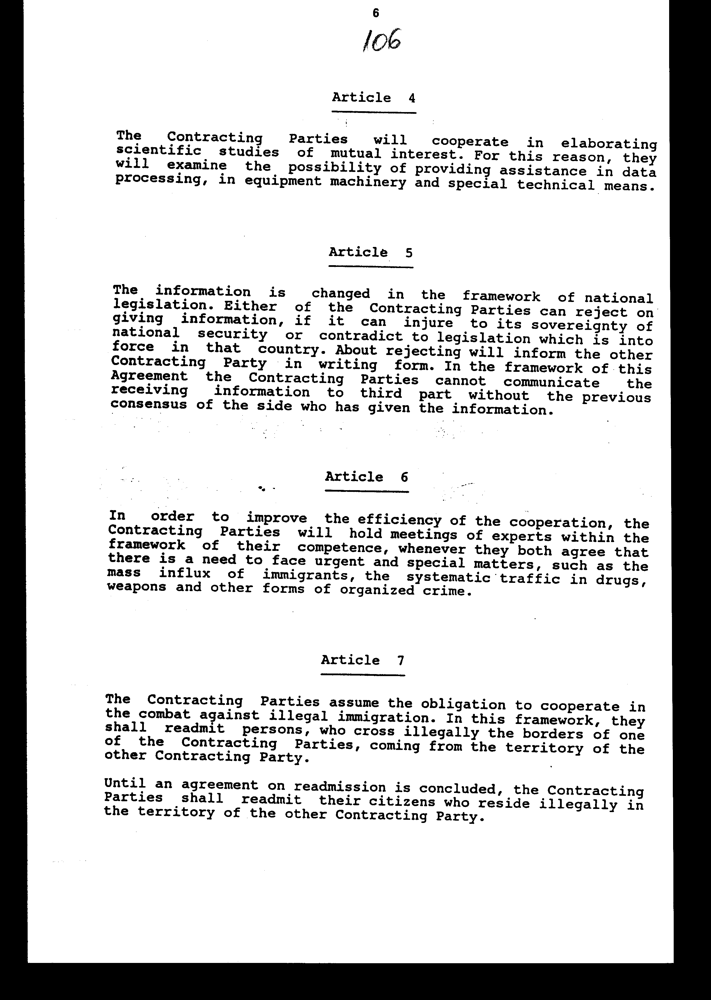 6
106
Article 4
The Contracting Parties will cooperate in elaborating
scientific studies of mutual interest. For this reason, they
will examine the possibility of providing assistance in data
processing, in equipment machinery and special technical means.
Article 5
The information is changed in the framework of national
legislation. Either of the Contracting Parties can reject on
giving information, if it can injure to its sovereignty of
national security or contradict to legislation which is into
force in that country. About rejecting will inform the other
Contracting Party in writing form. In the framework of this
Agreement the Contracting Parties cannot communicate the
receiving information to third part without the previous
consensus of the side who has given the information.
Article 6
In order to improve the efficiency of the cooperation, the
Contracting Parties will hold meetings of experts within the
framework of their competence, whenever they both agree that
there is a need to face urgent and special matters, such as the
mass influx of immigrants, the systematic traffic in drugs,
weapons and other forms of organized crime.
Article 7
The Contracting Parties assume the obligation to cooperate in
the combat against illegal immigration. In this framework, they
shall readmit persons, who cross illegally the borders of one
of the Contracting Parties, coming from the territory of the
other Contracting Party.
Until an agreement on readmission is concluded, the Contracting
Parties shall readmit their citizens who reside illegally in
the territory of the other Contracting Party.